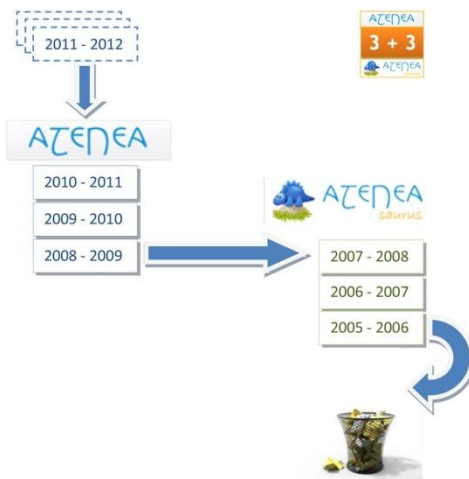 2011 - 2012
ATENEA
3 + 3
ATENEA
saurus
ATENEA
2010 - 2011
2009 - 2010
2008 - 2009
ATENEA
saurus
2007 - 2008
2006 - 2007
2005 - 2006